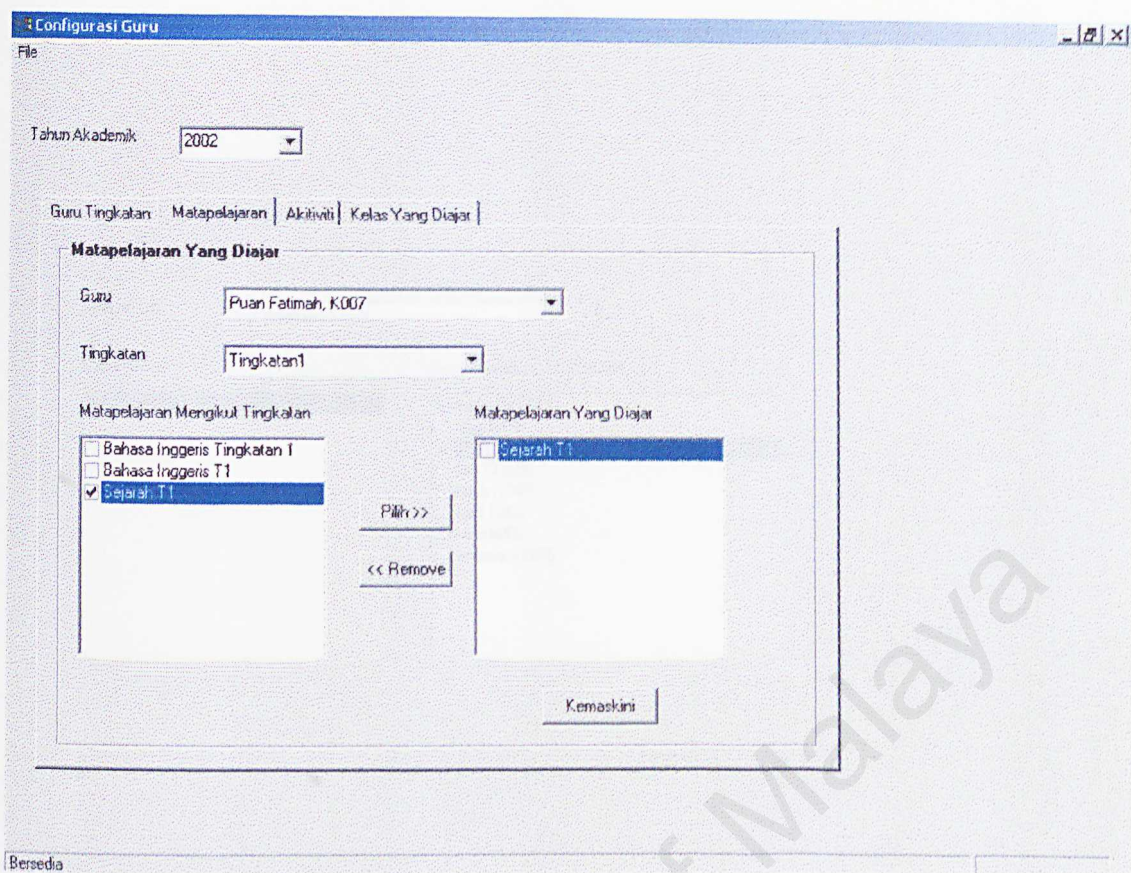 Configurasi Guru
File
Tahun Akademik 2002
Guru Tingkatan Matapelajaran Akitiviti Kelas Yang Diajar
Matapelajaran Yang Diajar
Guru Puan Fatimah, K007
Tingkatan Tingkatan1
Matapelajaran Mengikut Tingkatan Matapelajaran Yang Diajar
Bahasa Inggeris Tingkatan 1 Sejarah T1
Bahasa Inggeris T1
Sejarah T1
Pilih >>
<< Remove
Kemaskini
Bersedia
of Malaya